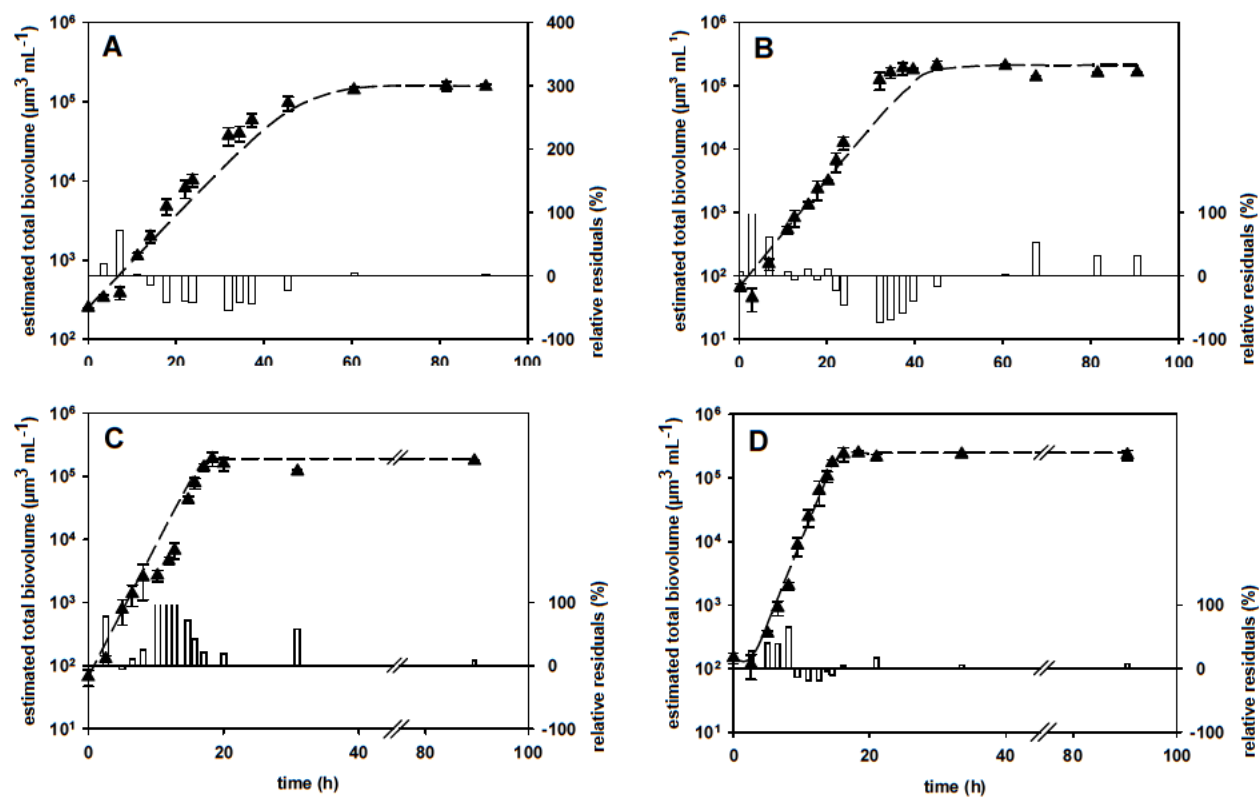 A
estimated total biovolume (µm³ mL⁻¹)
10⁶
10⁵
10⁴
10³
10²
400
300
200
100
0
-100
relative residuals (%)
0 20 40 60 80 100
B
estimated total biovolume (µm³ mL⁻¹)
10⁶
10⁵
10⁴
10³
10²
10¹
100
0
-100
relative residuals (%)
0 20 40 60 80 100
C
estimated total biovolume (µm³ mL⁻¹)
10⁶
10⁵
10⁴
10³
10²
10¹
100
0
-100
relative residuals (%)
0 20 40 80 100
time (h)
D
estimated total biovolume (µm³ mL⁻¹)
10⁶
10⁵
10⁴
10³
10²
10¹
100
0
-100
relative residuals (%)
0 20 40 80 100
time (h)